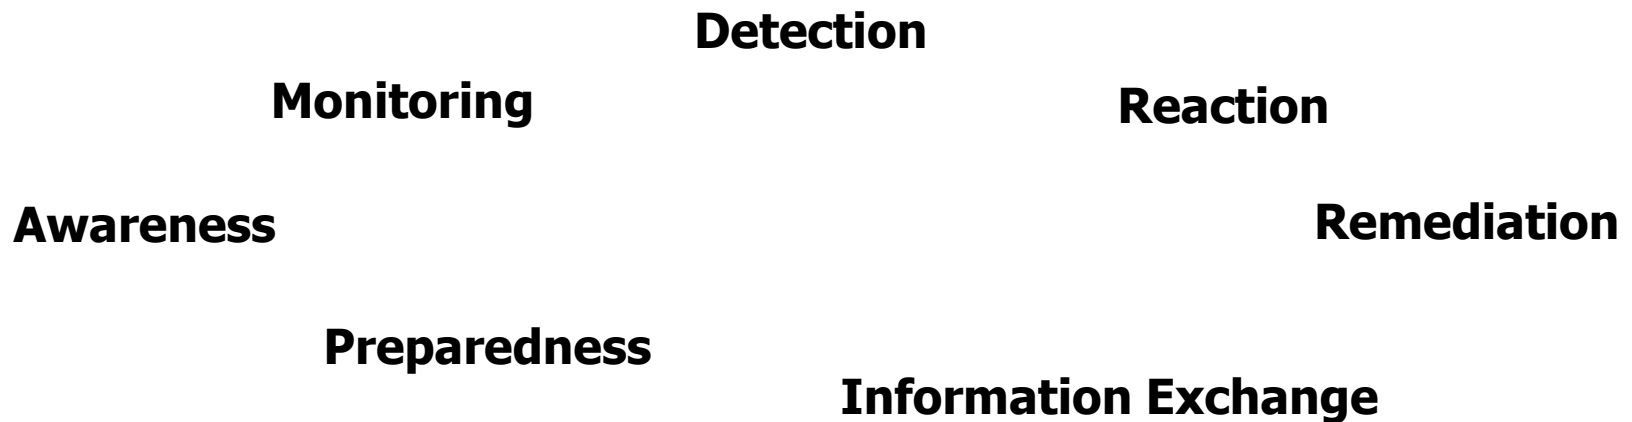 Detection
Monitoring
Reaction
Awareness
Remediation
Preparedness
Information Exchange